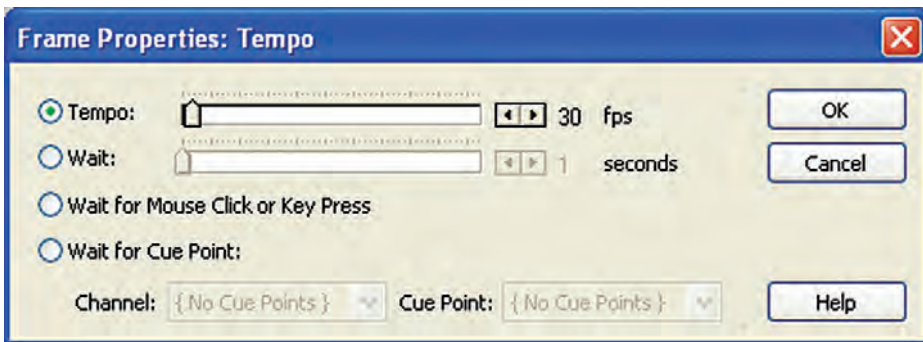 Frame Properties: Tempo
Tempo: 30 fps OK
Wait: 1 seconds Cancel
Wait for Mouse Click or Key Press
Wait for Cue Point:
Channel: { No Cue Points } Cue Point: { No Cue Points } Help